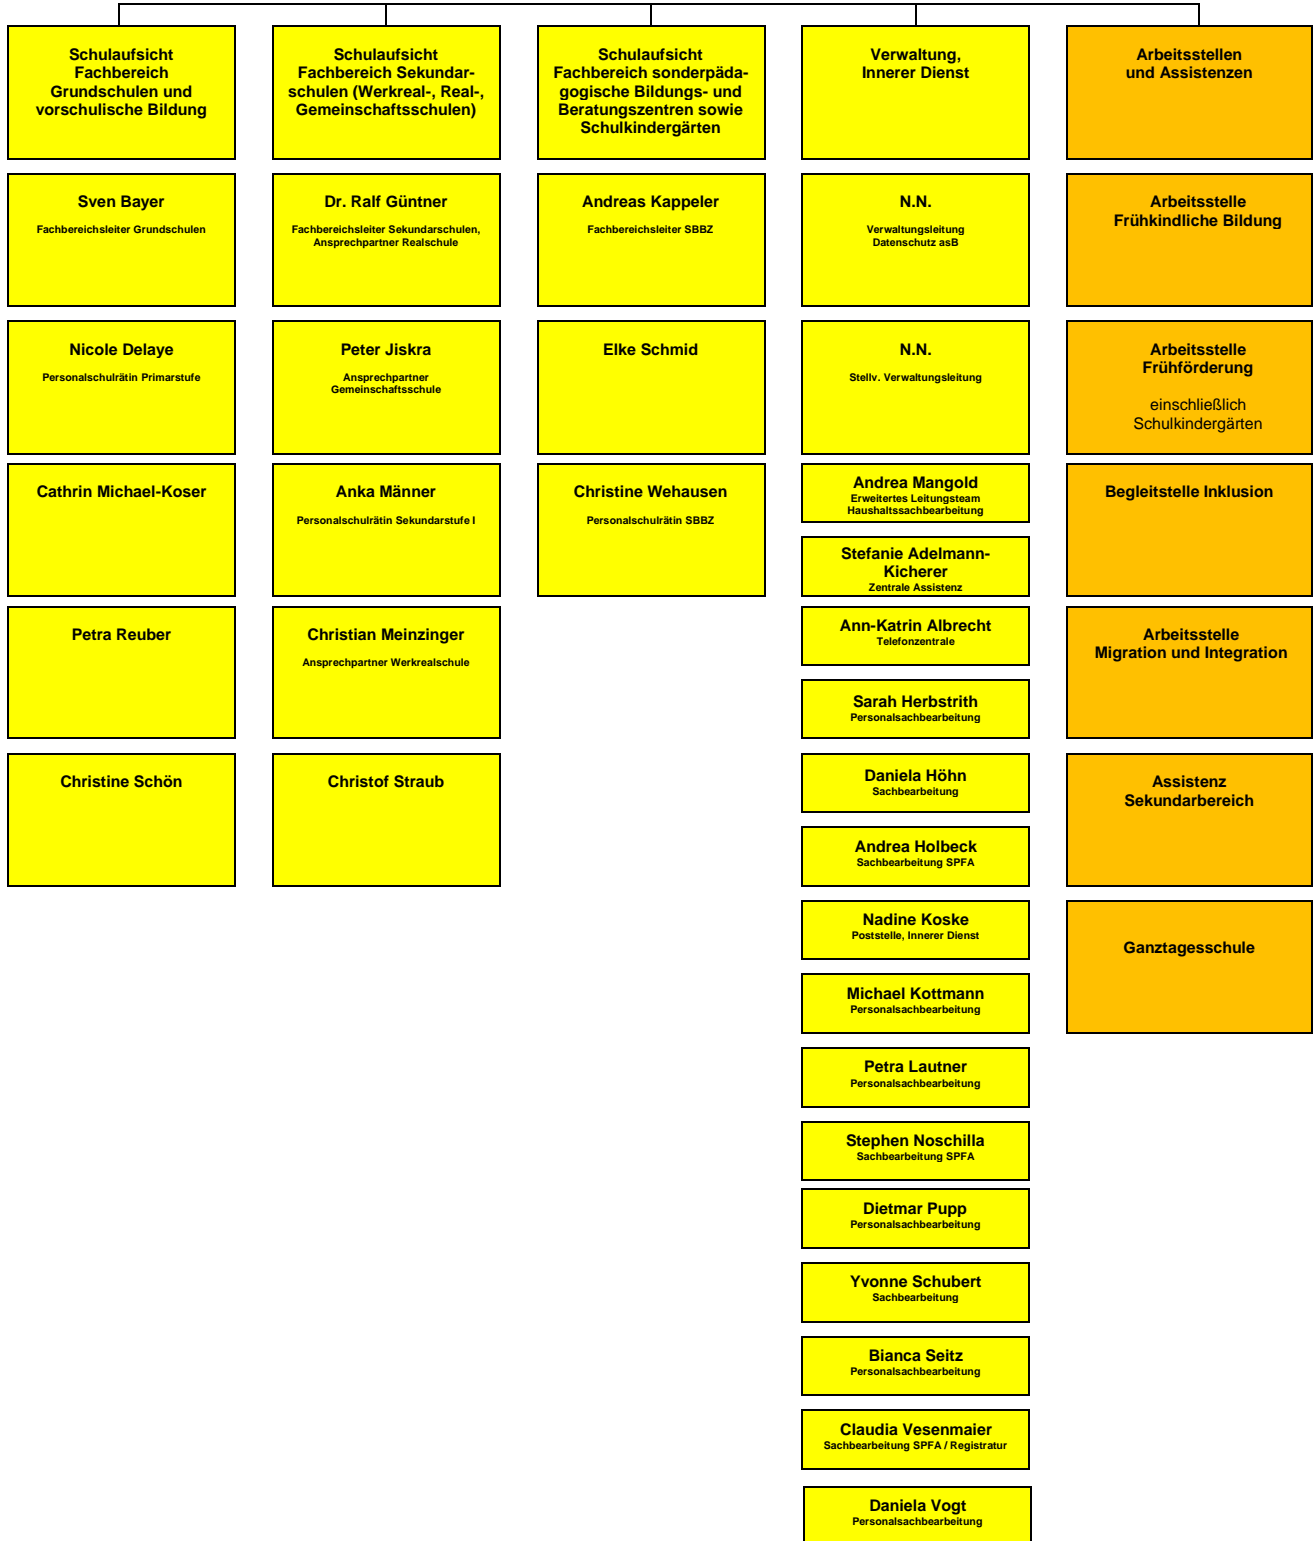 Schulaufsicht
Fachbereich
Grundschulen und
vorschulische Bildung
Sven Bayer
Fachbereichsleiter Grundschulen
Nicole Delaye
Personalschulrätin Primarstufe
Cathrin Michael-Koser
Petra Reuber
Christine Schön
Schulaufsicht
Fachbereich Sekundar-
schulen (Werkreal-, Real-,
Gemeinschaftsschulen)
Dr. Ralf Güntner
Fachbereichsleiter Sekundarschulen,
Ansprechpartner Realschule
Peter Jiskra
Ansprechpartner
Gemeinschaftsschule
Anka Männer
Personalschulrätin Sekundarstufe I
Christian Meinzinger
Ansprechpartner Werkrealschule
Christof Straub
Schulaufsicht
Fachbereich sonderpäda-
gogische Bildungs- und
Beratungszentren sowie
Schulkindergärten
Andreas Kappeler
Fachbereichsleiter SBBZ
Elke Schmid
Christine Wehausen
Personalschulrätin SBBZ
Verwaltung,
Innerer Dienst
N.N.
Verwaltungsleitung
Datenschutz asB
N.N.
Stellv. Verwaltungsleitung
Andrea Mangold
Erweitertes Leitungsteam
Haushaltssachbearbeitung
Stefanie Adelmann-
Kicherer
Zentrale Assistenz
Ann-Katrin Albrecht
Telefonzentrale
Sarah Herbstrith
Personalsachbearbeitung
Daniela Höhn
Sachbearbeitung
Andrea Holbeck
Sachbearbeitung SPFA
Nadine Koske
Poststelle, Innerer Dienst
Michael Kottmann
Personalsachbearbeitung
Petra Lautner
Personalsachbearbeitung
Stephen Noschilla
Sachbearbeitung SPFA
Dietmar Pupp
Personalsachbearbeitung
Yvonne Schubert
Sachbearbeitung
Bianca Seitz
Personalsachbearbeitung
Claudia Vesenmaier
Sachbearbeitung SPFA / Registratur
Daniela Vogt
Personalsachbearbeitung
Arbeitsstellen
und Assistenzen
Arbeitsstelle
Frühkindliche Bildung
Arbeitsstelle
Frühförderung
einschließlich
Schulkindergärten
Begleitstelle Inklusion
Arbeitsstelle
Migration und Integration
Assistenz
Sekundarbereich
Ganztagesschule